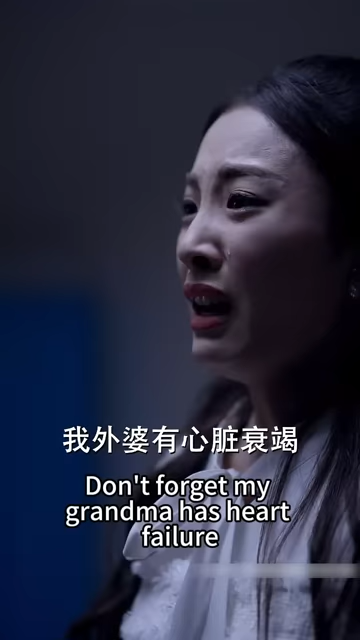 我外婆有心脏衰竭
Don't forget my
grandma has heart
failure